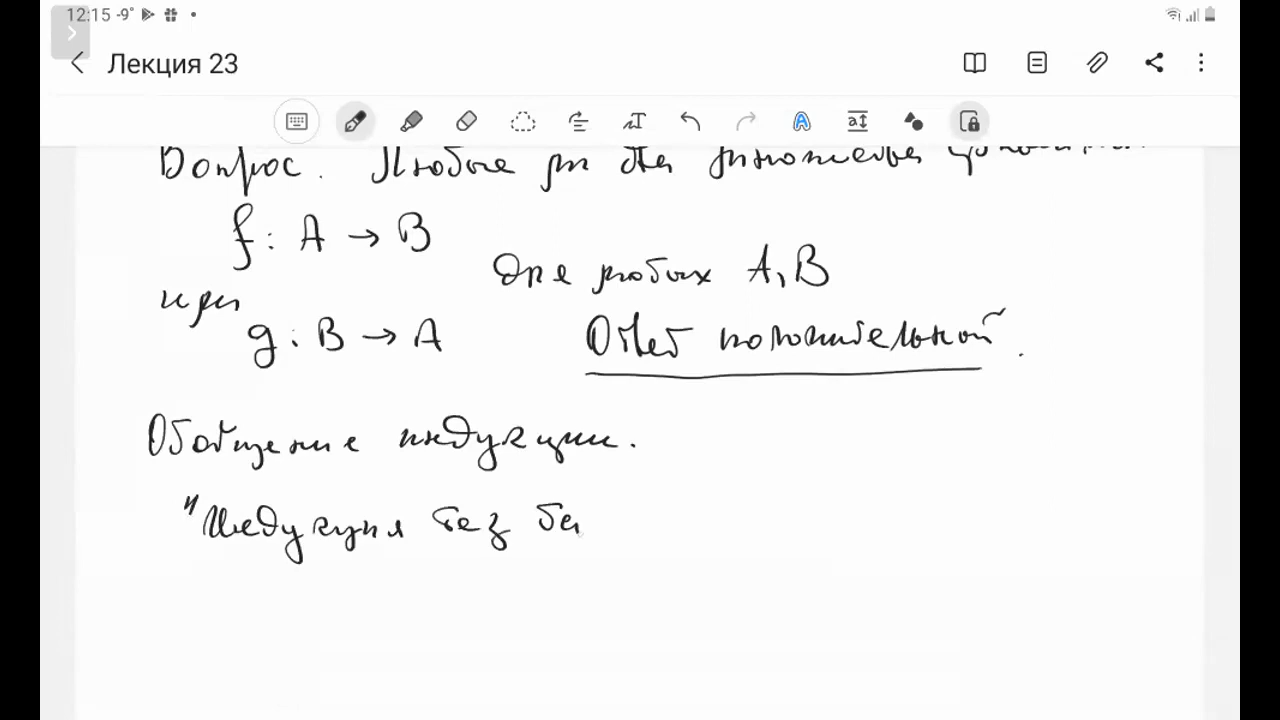 12:15 -9°
Лекция 23
Вопрос. Любые ли два множества
f : A → B
Для любых A, B
или
g : B → A
Ответ положительный.
Обобщение индукции.
"Индукция без ба